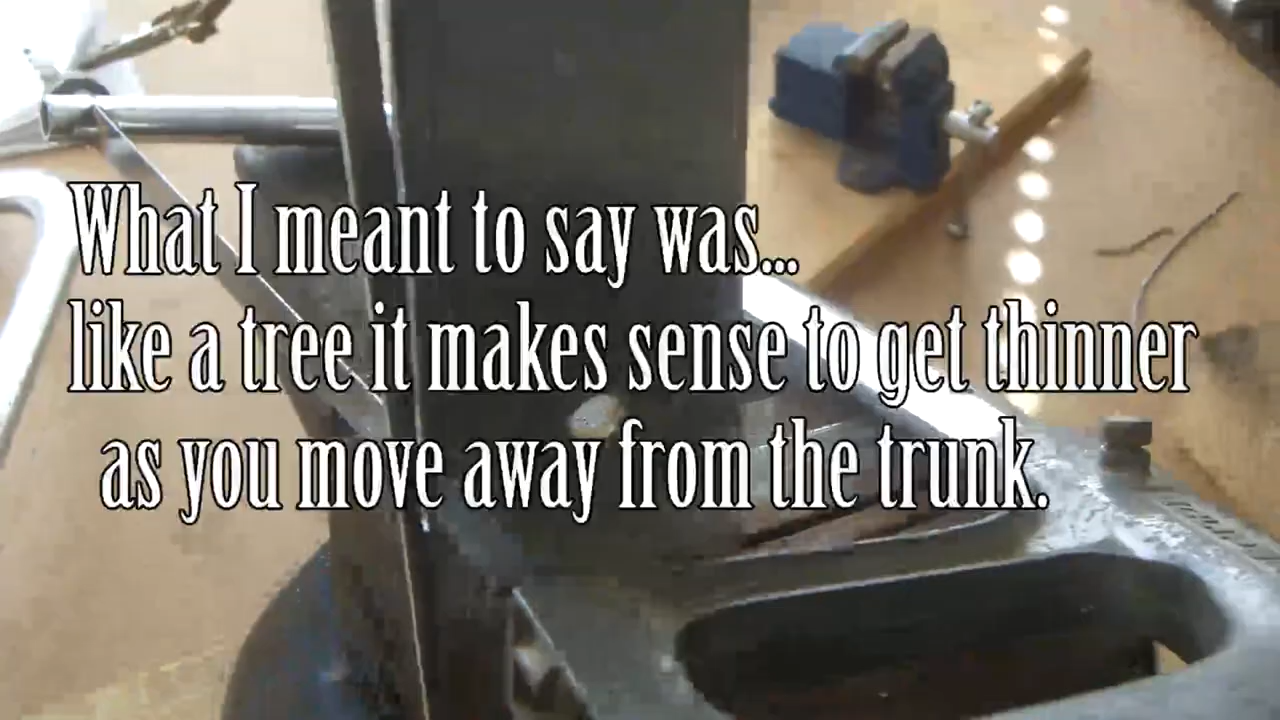 What I meant to say was...
like a tree it makes sense to get thinner
as you move away from the trunk.